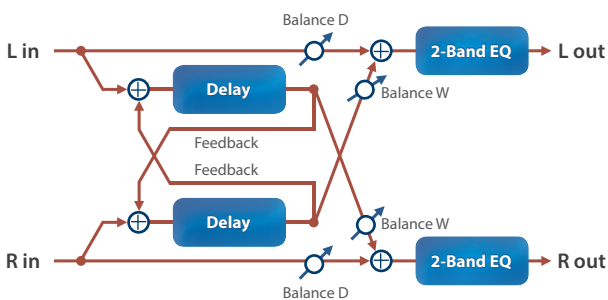 Balance D
L in
2-Band EQ
L out
Delay
Balance W
Feedback
Feedback
Delay
Balance W
R in
2-Band EQ
R out
Balance D